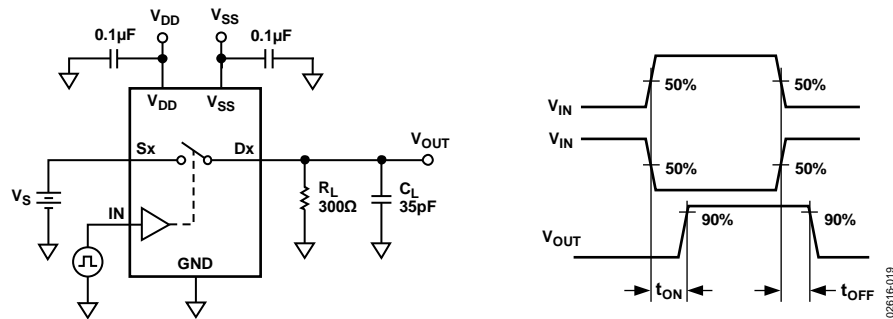 V_DD V_SS
0.1µF 0.1µF
V_DD V_SS
Sx Dx V_OUT
V_S
IN
R_L
300Ω
C_L
35pF
GND
V_IN 50% 50%
V_IN 50% 50%
V_OUT 90% 90%
t_ON t_OFF
02616-019